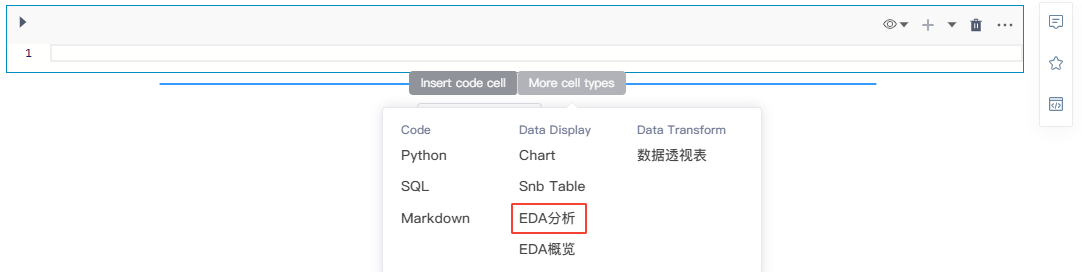 1
Insert code cell More cell types
Code Data Display Data Transform
Python Chart 数据透视表
SQL Snb Table
Markdown EDA分析
EDA概览